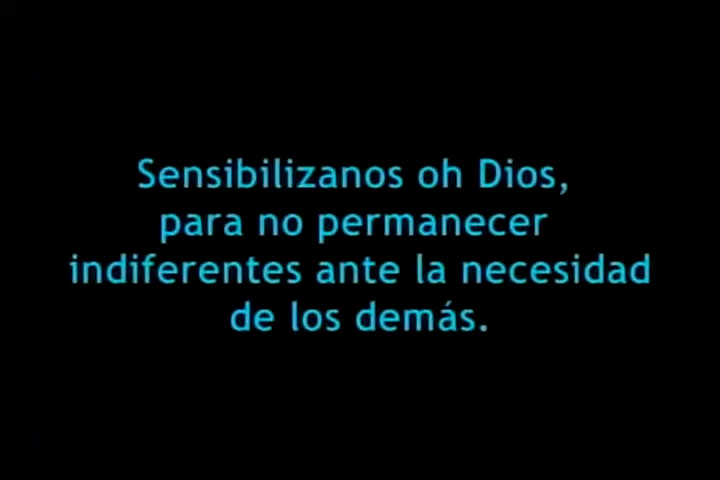 Sensibilizanos oh Dios,
para no permanecer
indiferentes ante la necesidad
de los demás.